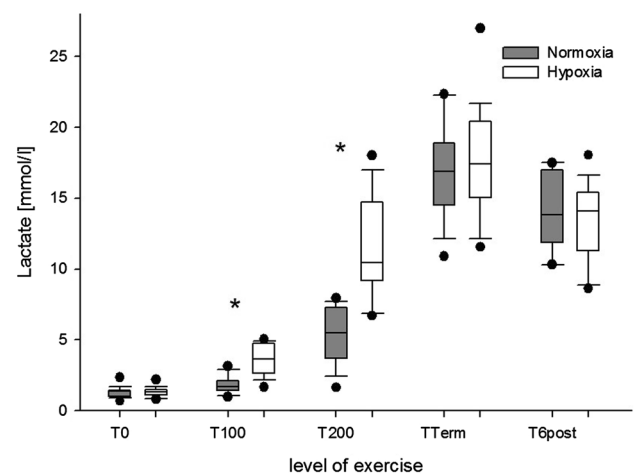 25
20
15
10
5
0
Lactate [mmol/l]
Normoxia
Hypoxia
*
*
T0 T100 T200 TTerm T6post
level of exercise